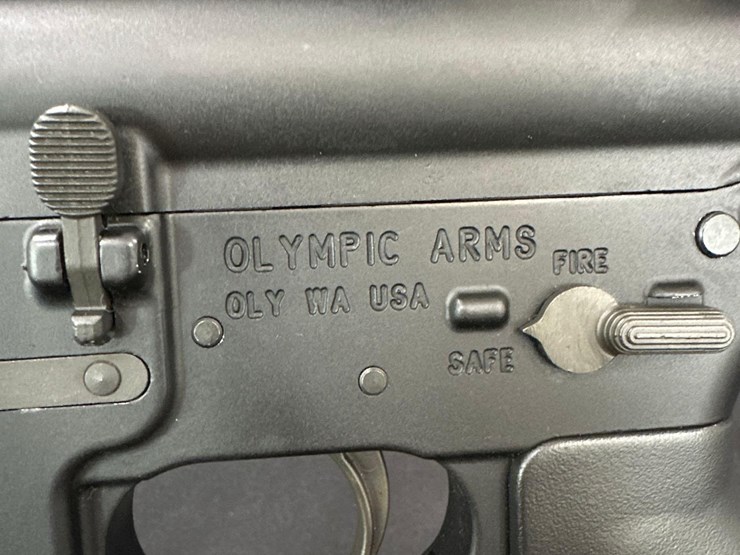 OLYMPIC ARMS
OLY WA USA
FIRE
SAFE